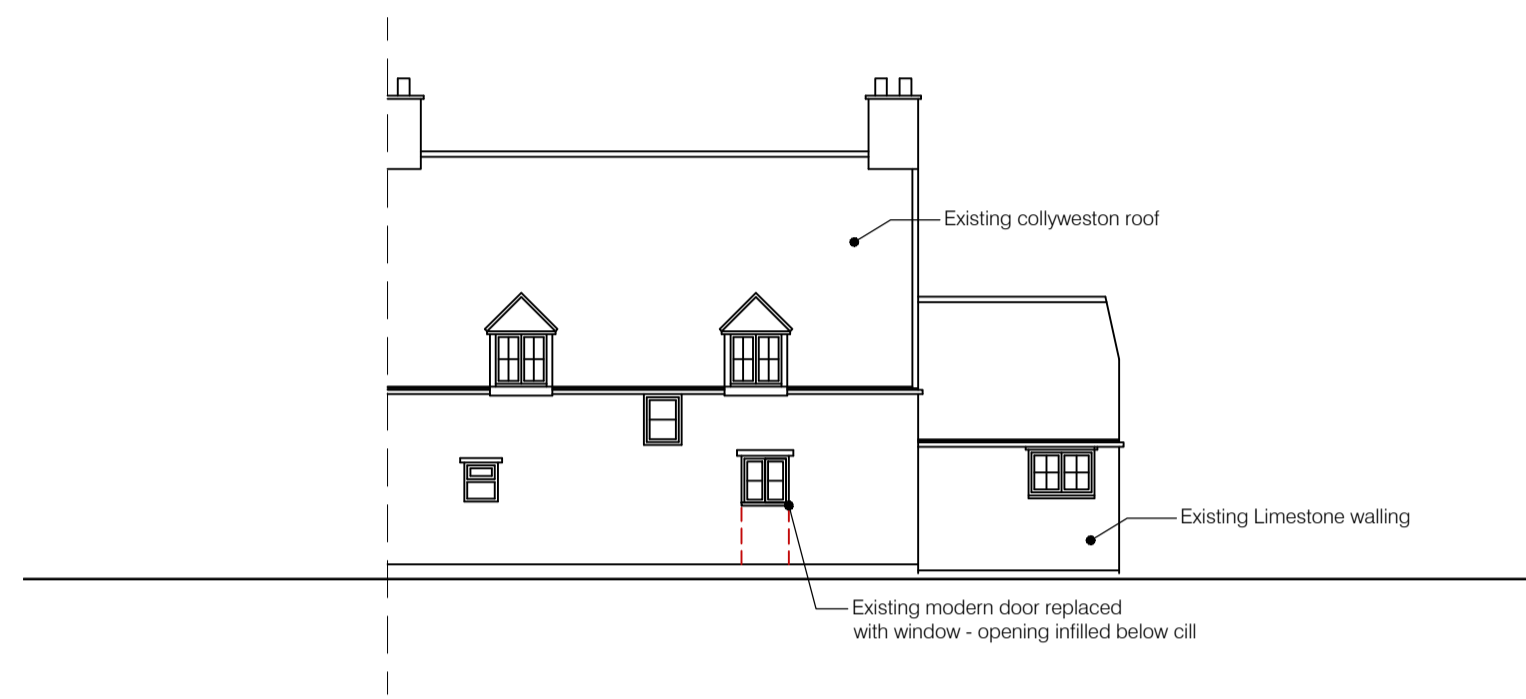 Existing collyweston roof
Existing Limestone walling
Existing modern door replaced
with window - opening infilled below cill